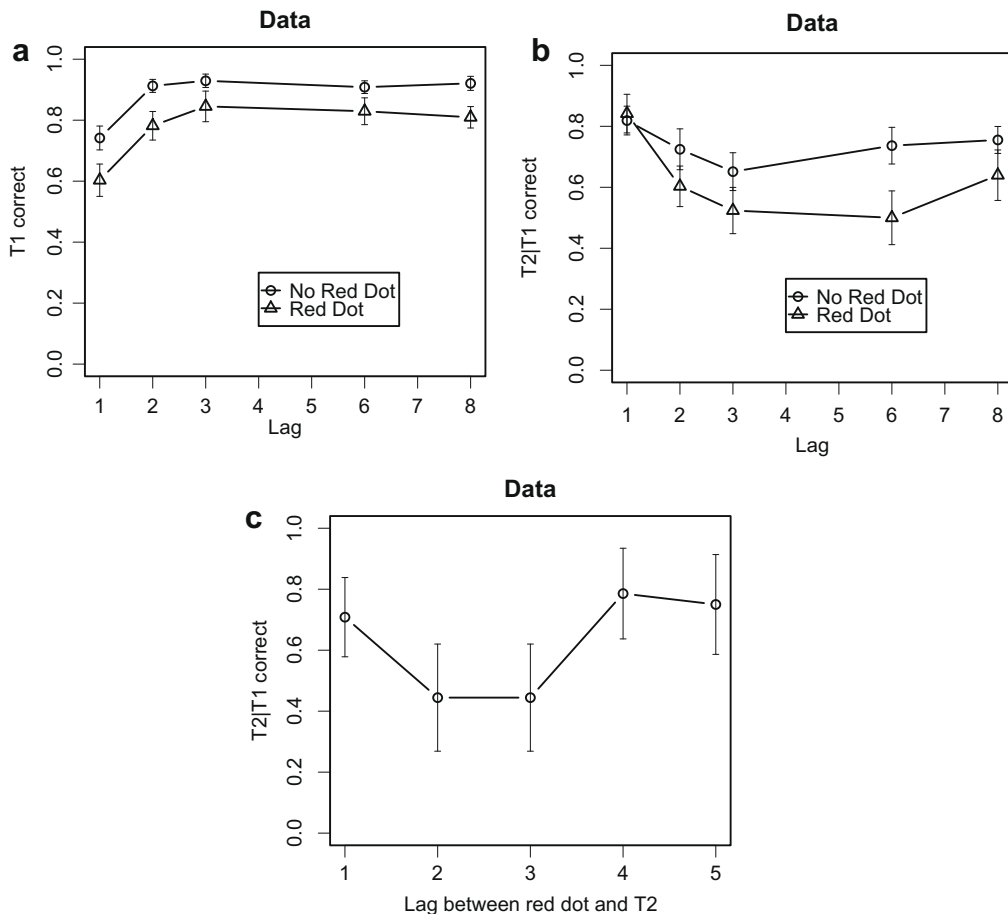 Data
a
T1 correct
0.0 0.2 0.4 0.6 0.8 1.0
No Red Dot
Red Dot
1 2 3 4 5 6 7 8
Lag
Data
b
T2|T1 correct
0.0 0.2 0.4 0.6 0.8 1.0
No Red Dot
Red Dot
1 2 3 4 5 6 7 8
Lag
Data
c
T2|T1 correct
0.0 0.2 0.4 0.6 0.8 1.0
1 2 3 4 5
Lag between red dot and T2